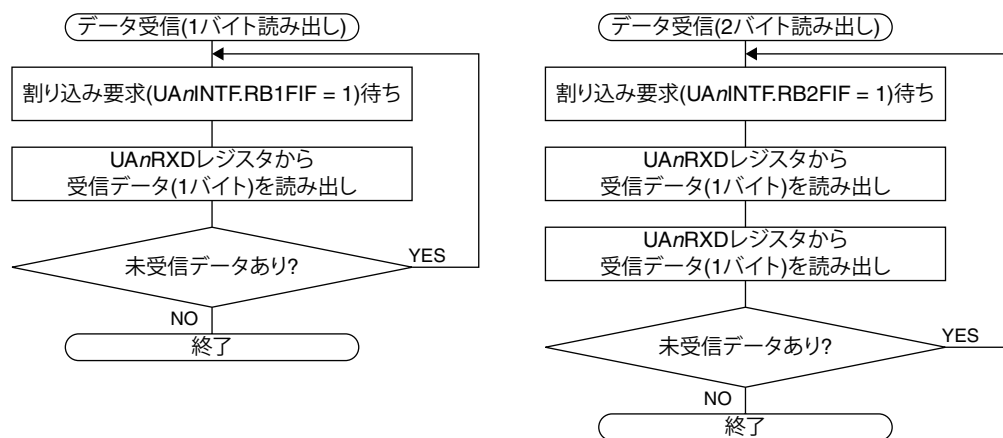 データ受信(1バイト読み出し)
割り込み要求(UAnINTF.RB1FIF = 1)待ち
UAnRXDレジスタから
受信データ(1バイト)を読み出し
未受信データあり?
YES
NO
終了
データ受信(2バイト読み出し)
割り込み要求(UAnINTF.RB2FIF = 1)待ち
UAnRXDレジスタから
受信データ(1バイト)を読み出し
UAnRXDレジスタから
受信データ(1バイト)を読み出し
未受信データあり?
YES
NO
終了